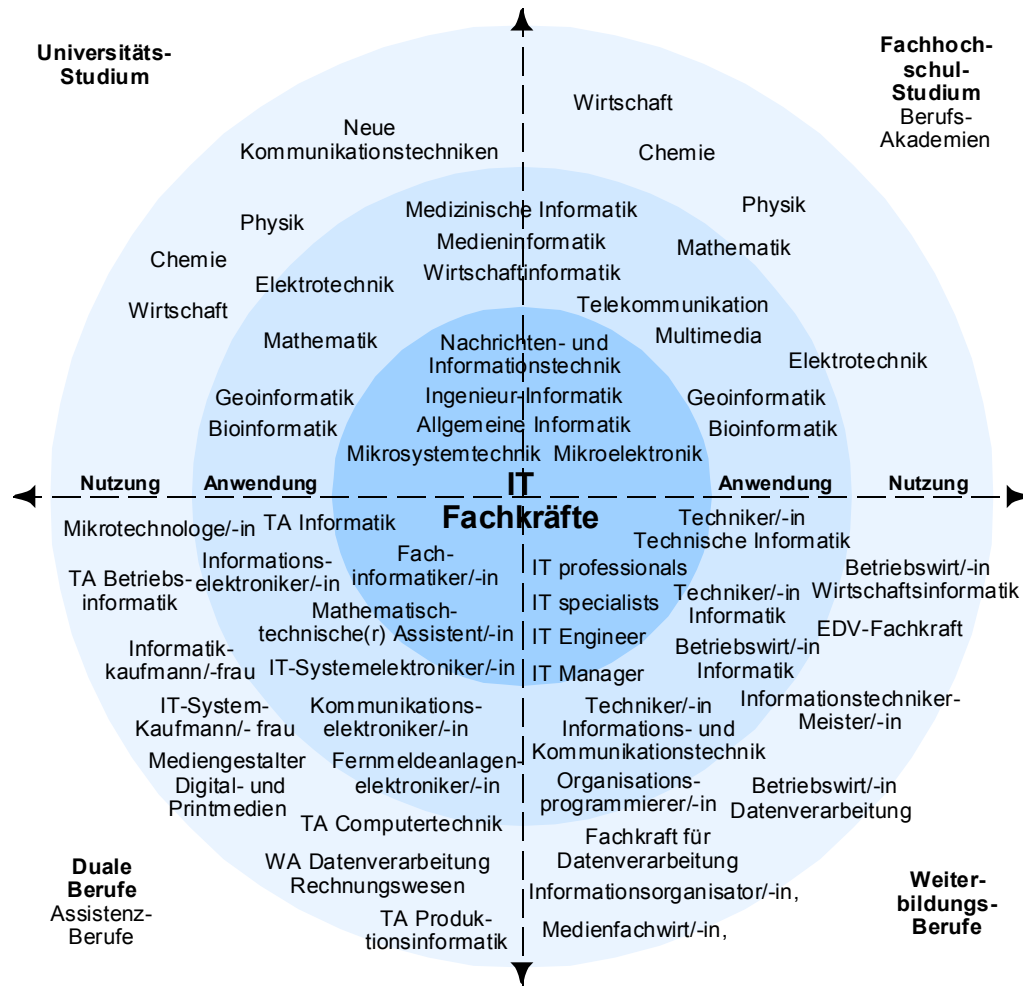 Universitäts-
Studium
Fachhoch-
schul-
Studium
Berufs-
Akademien
Neue
Kommunikationstechniken
Physik
Chemie
Wirtschaft
Elektrotechnik
Mathematik
Geoinformatik
Bioinformatik
Medizinische Informatik
Medieninformatik
Wirtschaftinformatik
Nachrichten- und
Informationstechnik
Ingenieur-Informatik
Allgemeine Informatik
Mikrosystemtechnik
Mikroelektronik
Wirtschaft
Chemie
Physik
Mathematik
Telekommunikation
Multimedia
Elektrotechnik
Geoinformatik
Bioinformatik
Nutzung
Anwendung
IT
Fachkräfte
Anwendung
Nutzung
Mikrotechnologe/-in
TA Informatik
Informations-
elektroniker/-in
Fach-
informatiker/-in
TA Betriebs-
informatik
Mathematisch-
technische(r) Assistent/-in
Informatik-
kaufmann/-frau
IT-Systemelektroniker/-in
IT-System-
Kaufmann/- frau
Kommunikations-
elektroniker/-in
Mediengestalter
Digital- und
Printmedien
Fernmeldeanlagen-
elektroniker/-in
TA Computertechnik
WA Datenverarbeitung
Rechnungswesen
TA Produk-
tionsinformatik
Duale
Berufe
Assistenz-
Berufe
Techniker/-in
Technische Informatik
IT professionals
IT specialists
IT Engineer
IT Manager
Techniker/-in
Informatik
Betriebswirt/-in
Informatik
Betriebswirt/-in
Wirtschaftsinformatik
EDV-Fachkraft
Informationstechniker-
Meister/-in
Techniker/-in
Informations- und
Kommunikationstechnik
Organisations-
programmierer/-in
Betriebswirt/-in
Datenverarbeitung
Fachkraft für
Datenverarbeitung
Informationsorganisator/-in,
Medienfachwirt/-in,
Weiter-
bildungs-
Berufe